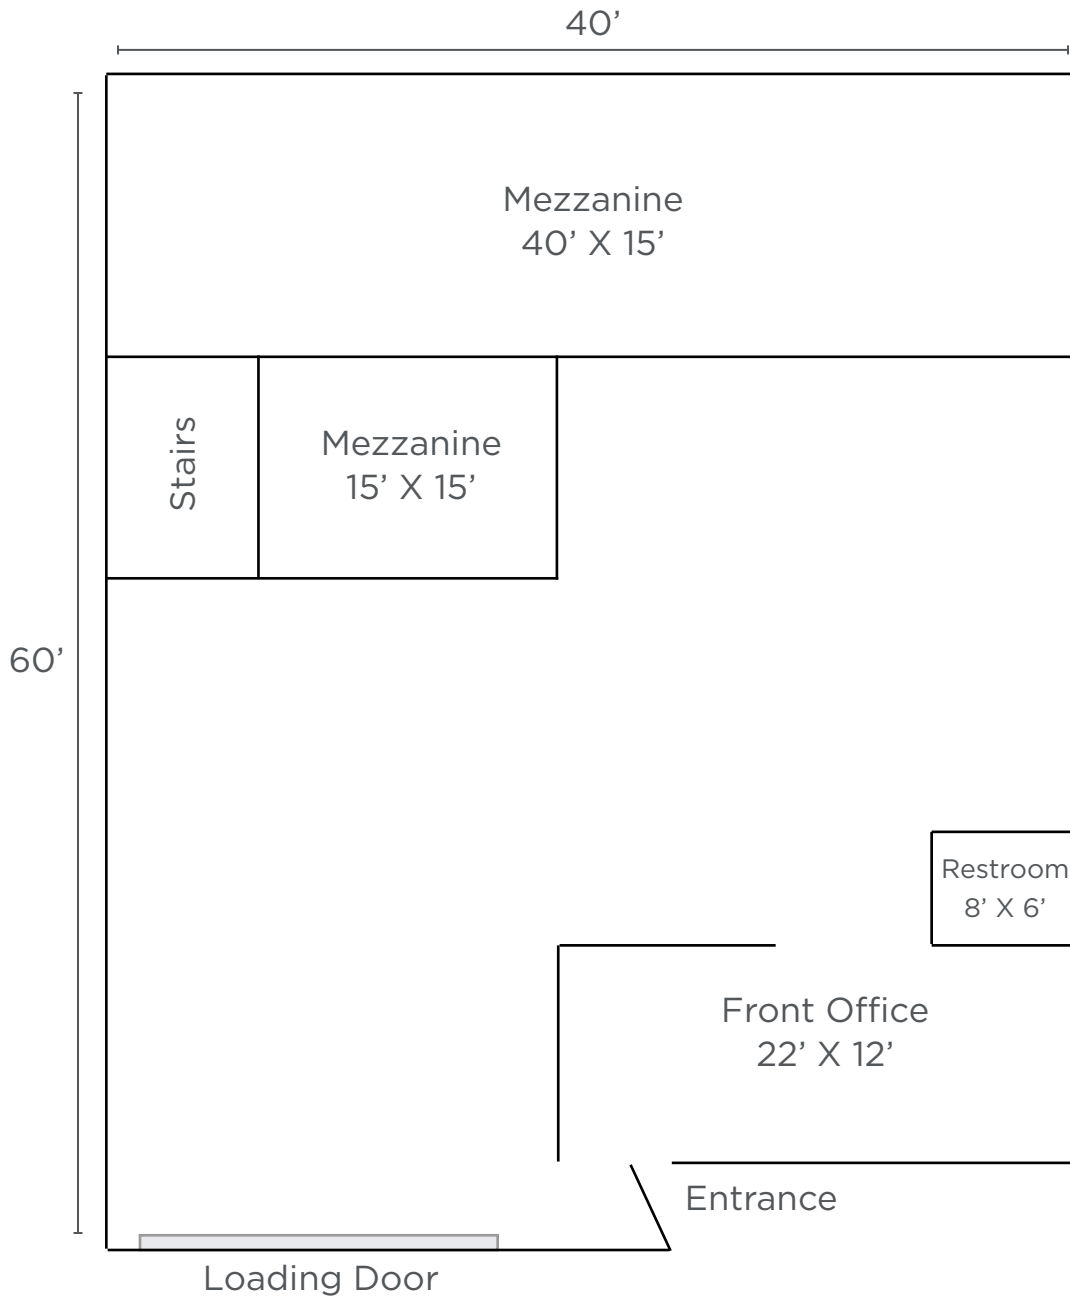 40’
Mezzanine
40’ X 15’
Stairs
Mezzanine
15’ X 15’
60’
Restroom
8’ X 6’
Front Office
22’ X 12’
Entrance
Loading Door